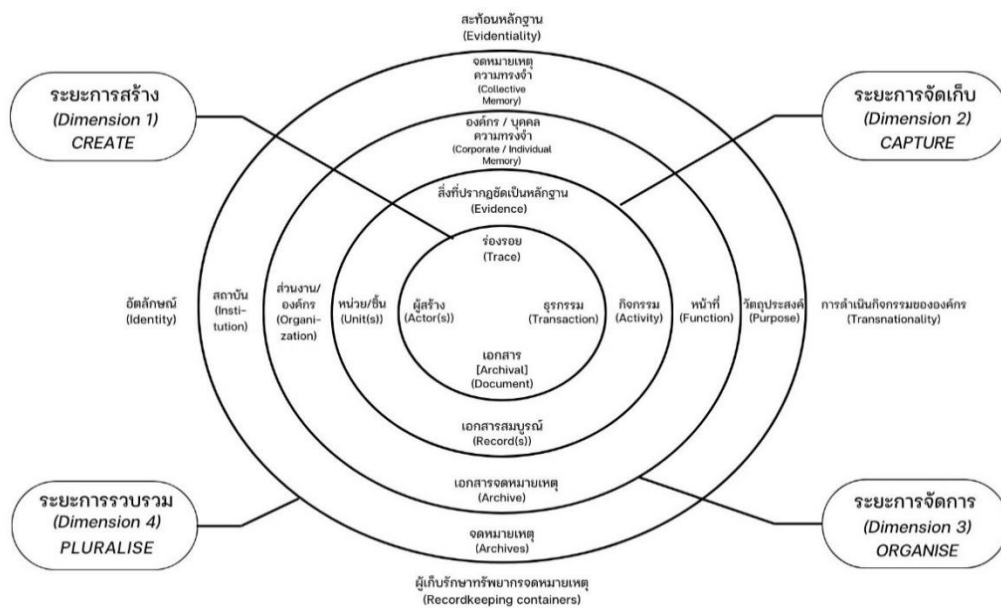 สะท้อนหลักฐาน
(Evidentiality)
จดหมายเหตุ
ความทรงจำ
(Collective
Memory)
ระยะการสร้าง
(Dimension 1)
CREATE
ระยะการจัดเก็บ
(Dimension 2)
CAPTURE
องค์กร / บุคคล
ความทรงจำ
(Corporate / Individual
Memory)
สิ่งที่ปรากฏชัดเป็นหลักฐาน
(Evidence)
ร่องรอย
(Trace)
อัตลักษณ์
(Identity)
สถาบัน
(Insti-
tution)
ส่วนงาน/
องค์กร
(Organi-
zation)
หน่วย/ชิ้น
(Unit(s))
ผู้สร้าง
(Actor(s))
ธุรกรรม
(Transaction)
กิจกรรม
(Activity)
หน้าที่
(Function)
วัตถุประสงค์
(Purpose)
การดำเนินกิจกรรมขององค์กร
(Transnationality)
เอกสาร
[Archival]
(Document)
เอกสารสมบูรณ์
(Record(s))
เอกสารจดหมายเหตุ
(Archive)
ระยะการรวบรวม
(Dimension 4)
PLURALISE
ระยะการจัดการ
(Dimension 3)
ORGANISE
จดหมายเหตุ
(Archives)
ผู้เก็บรักษาทรัพยากรจดหมายเหตุ
(Recordkeeping containers)